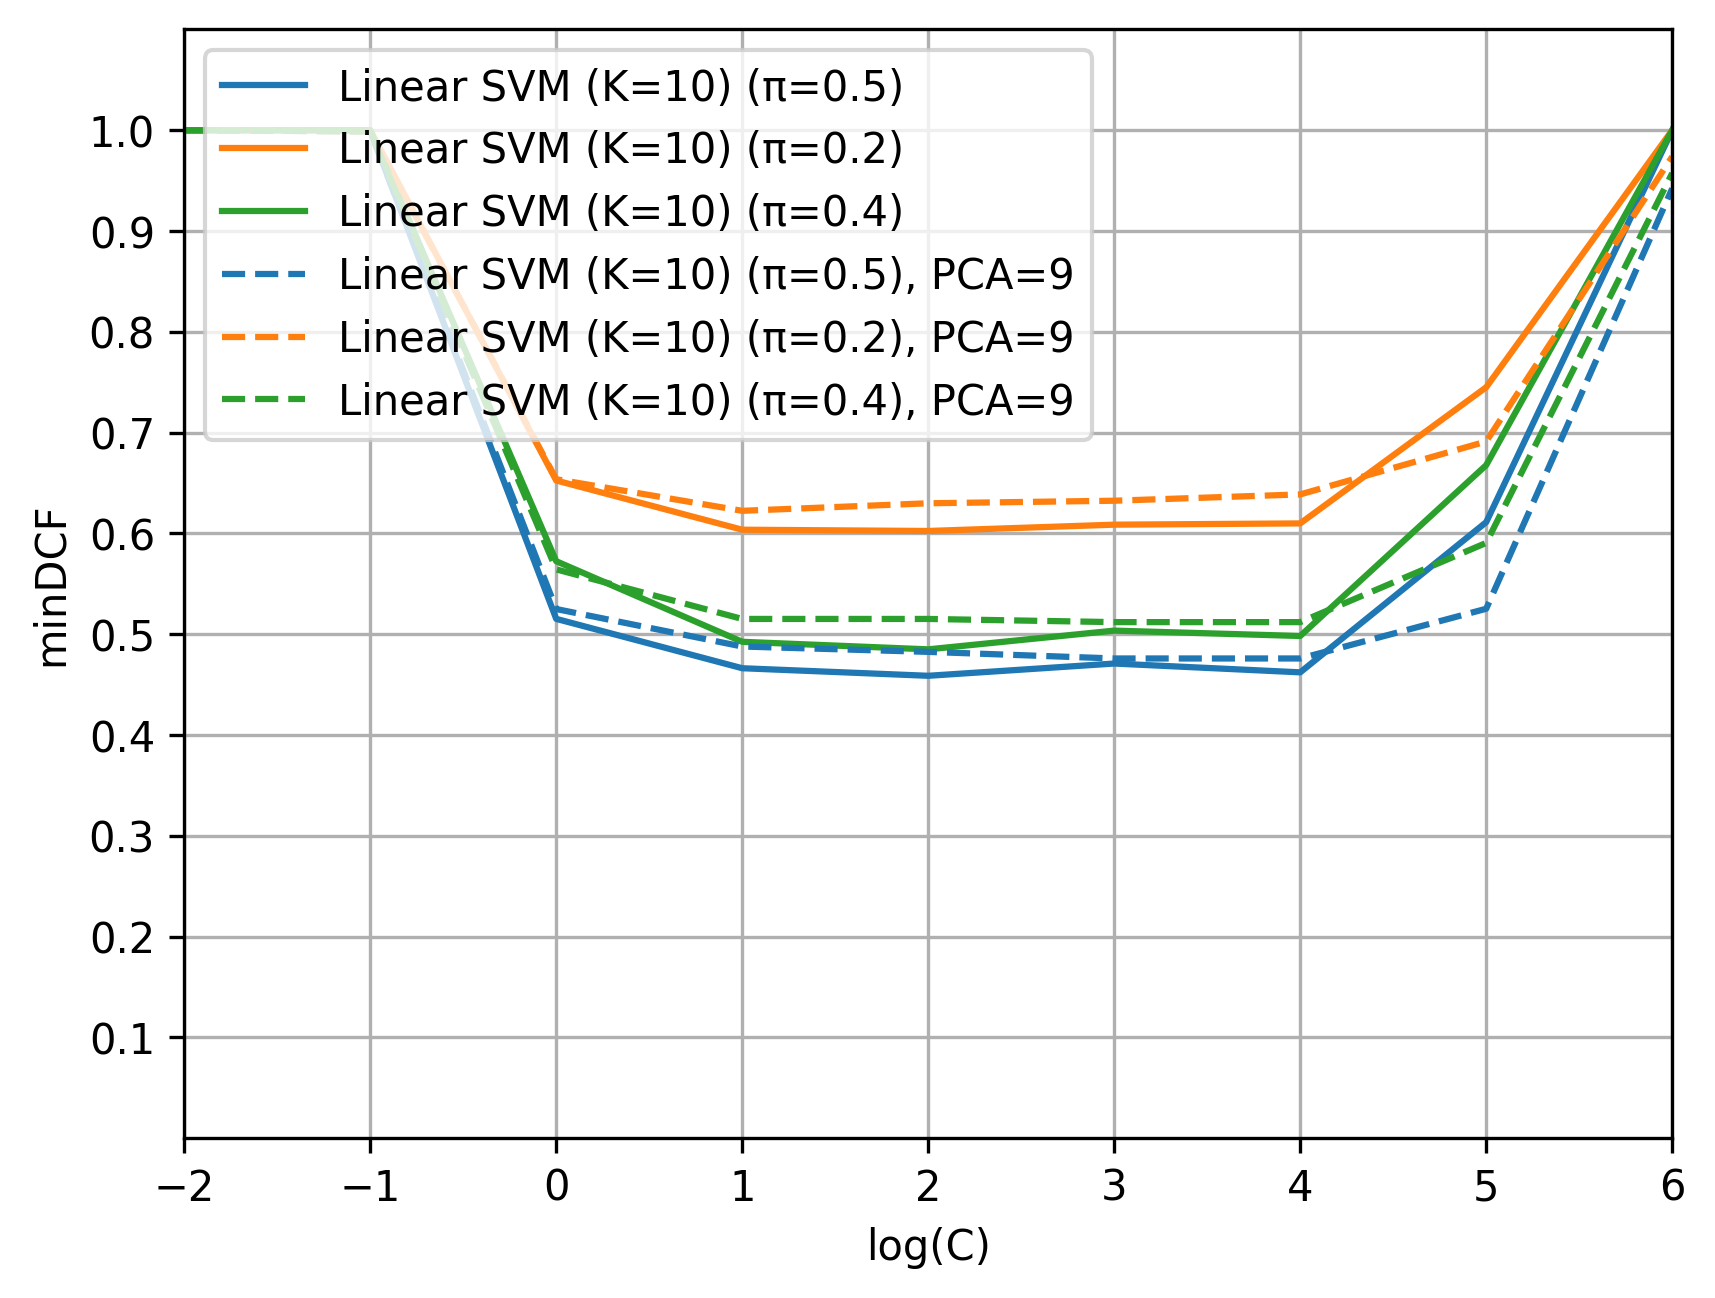 Linear SVM (K=10) (π=0.5)
Linear SVM (K=10) (π=0.2)
Linear SVM (K=10) (π=0.4)
Linear SVM (K=10) (π=0.5), PCA=9
Linear SVM (K=10) (π=0.2), PCA=9
Linear SVM (K=10) (π=0.4), PCA=9
1.0
0.9
0.8
0.7
0.6
0.5
0.4
0.3
0.2
0.1
minDCF
−2 −1 0 1 2 3 4 5 6
log(C)